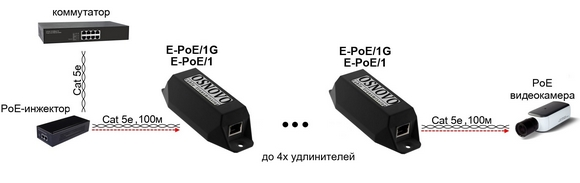 коммутатор
Cat 5e
PoE-инжектор
Cat 5e ,100м
E-PoE/1G
E-PoE/1
OSNOVO
до 4х удлинителей
E-PoE/1G
E-PoE/1
OSNOVO
Cat 5e ,100м
PoE
видеокамера